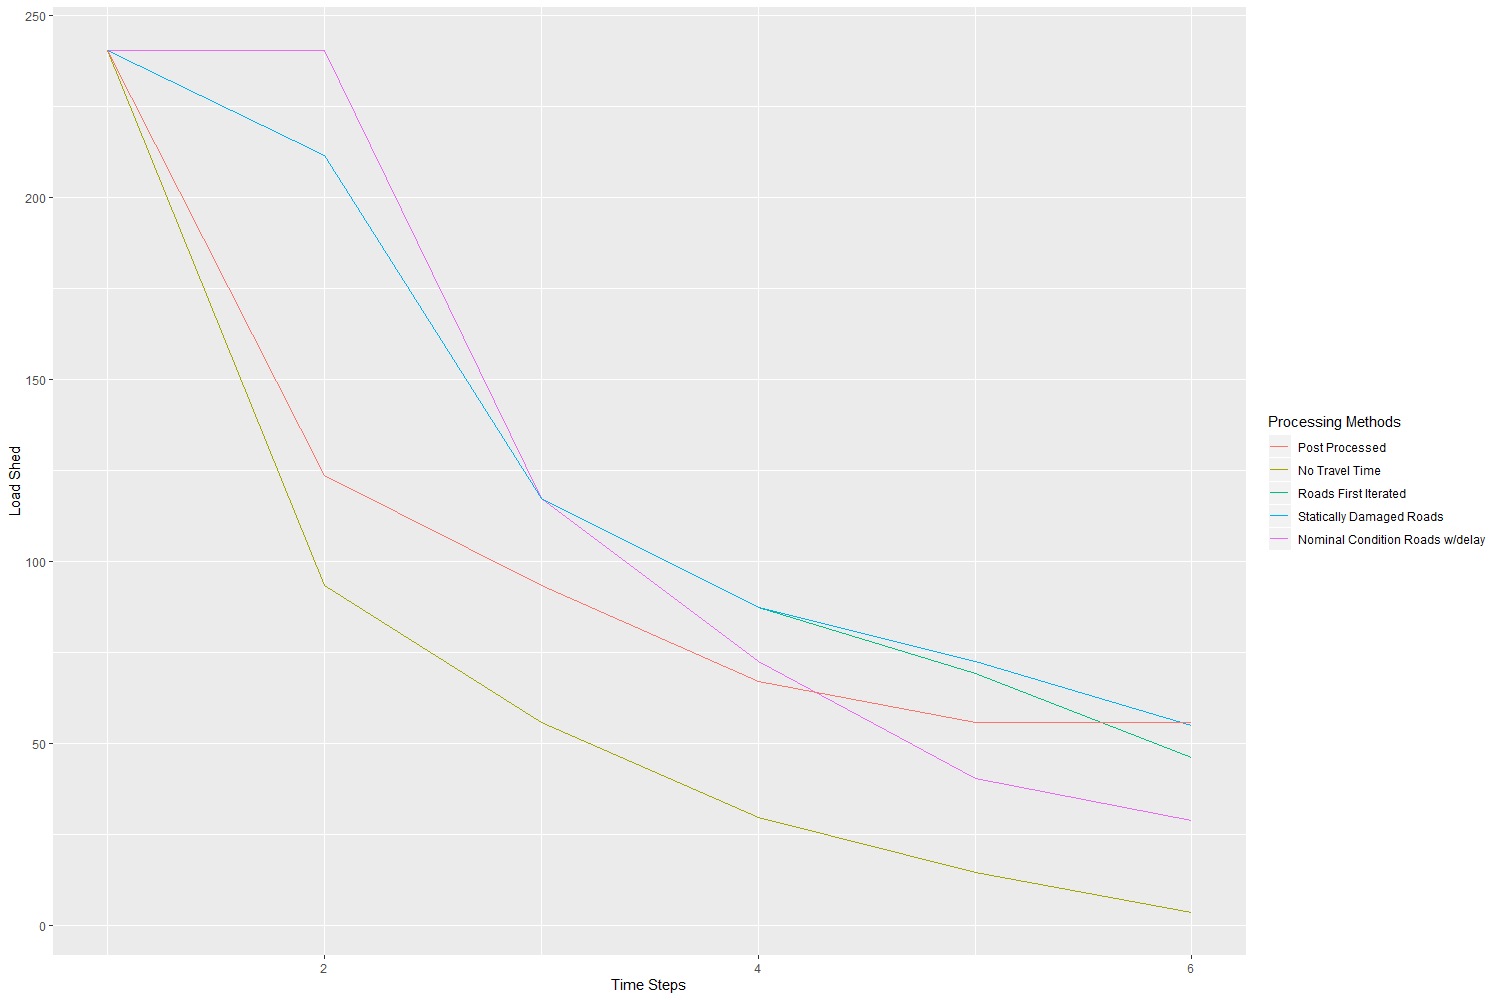 250
200
150
100
50
0
Load Shed
2
4
6
Time Steps
Processing Methods
Post Processed
No Travel Time
Roads First Iterated
Statically Damaged Roads
Nominal Condition Roads w/delay